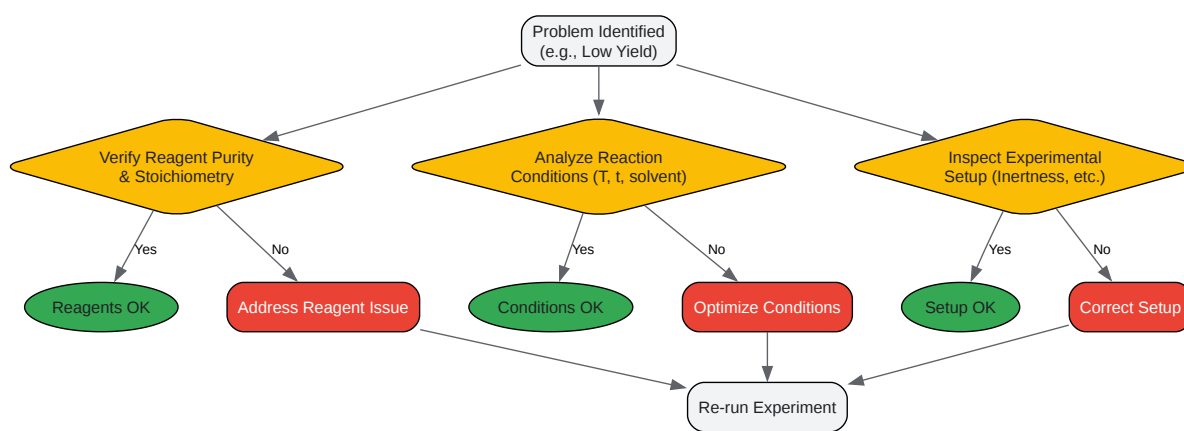 Problem Identified
(e.g., Low Yield)
Verify Reagent Purity
& Stoichiometry
Analyze Reaction
Conditions (T, t, solvent)
Inspect Experimental
Setup (Inertness, etc.)
Yes
No
Yes
No
Yes
No
Reagents OK
Address Reagent Issue
Conditions OK
Optimize Conditions
Setup OK
Correct Setup
Re-run Experiment